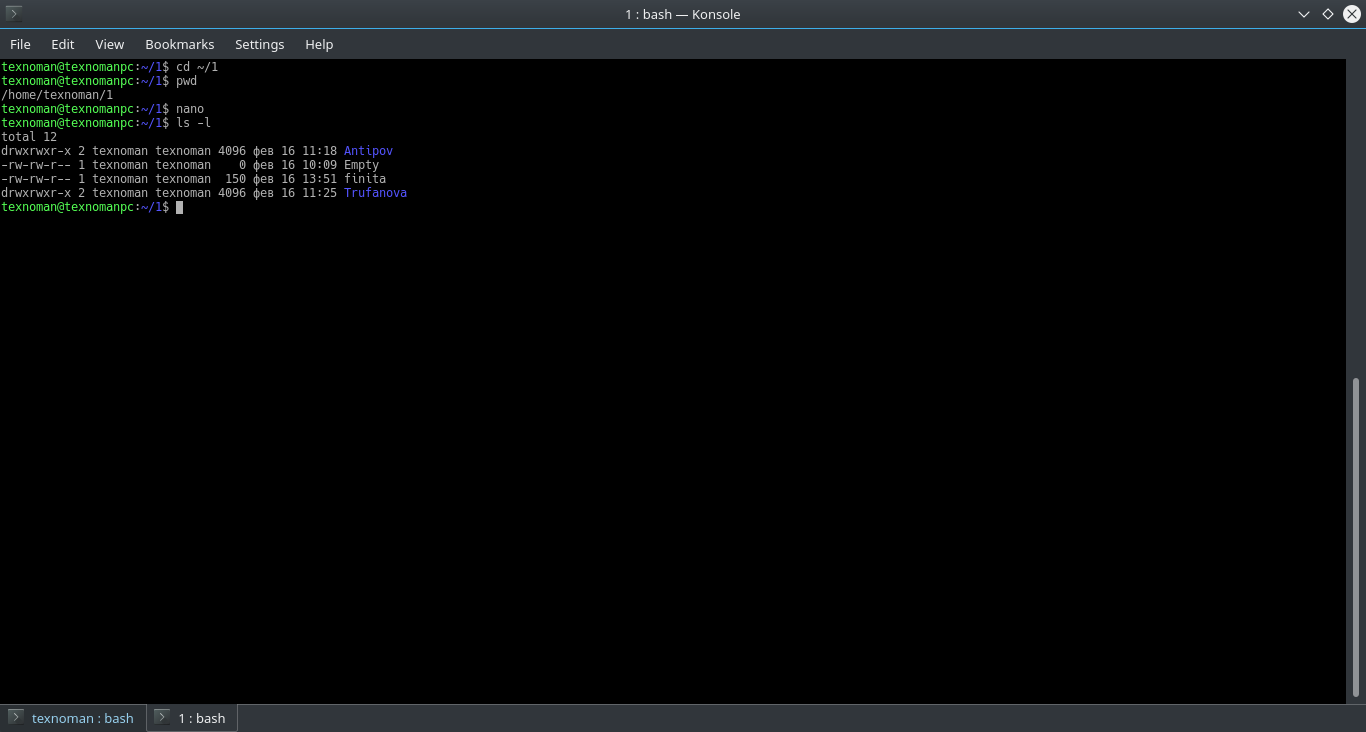 1 : bash — Konsole
File Edit View Bookmarks Settings Help
texnoman@texnomanpc:~/1$ cd ~/1
texnoman@texnomanpc:~/1$ pwd
/home/texnoman/1
texnoman@texnomanpc:~/1$ nano
texnoman@texnomanpc:~/1$ ls -l
total 12
drwxrwxr-x 2 texnoman texnoman 4096 фев 16 11:18 Antipov
-rw-rw-r-- 1 texnoman texnoman    0 фев 16 10:09 Empty
-rw-rw-r-- 1 texnoman texnoman  150 фев 16 13:51 finita
drwxrwxr-x 2 texnoman texnoman 4096 фев 16 11:25 Trufanova
texnoman@texnomanpc:~/1$
texnoman : bash 1 : bash